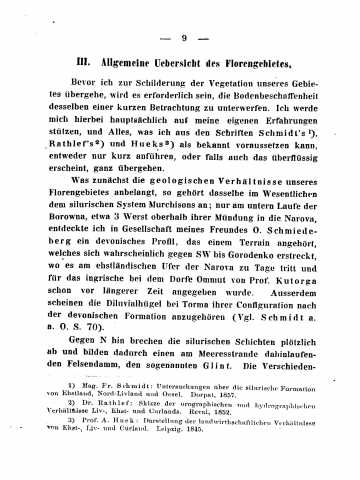 — 9 —
III. Allgemeine Uebersicht des Florengebietes.
Bevor ich zur Schilderung der Vegetation unseres Gebie-
tes übergehe, wird es erforderlich sein, die Bodenbeschaffenheit
desselben einer kurzen Betrachtung zu unterwerfen. Ich werde
mich hierbei hauptsächlich auf meine eigenen Erfahrungen
stützen, und Alles, was ich aus den Schriften Schmidt's¹),
Rathlef's²) und Hueks³) als bekannt voraussetzen kann,
entweder nur kurz anführen, oder falls auch das überflüssig
erscheint, ganz übergehen.
Was zunächst die geologischen Verhältnisse unseres
Florengebietes anbelangt, so gehört dasselbe im Wesentlichen
dem silurischen System Murchisons an; nur am untern Laufe der
Borowna, etwa 3 Werst oberhalb ihrer Mündung in die Narova,
entdeckte ich in Gesellschaft meines Freundes O. Schmiede-
berg ein devonisches Profil, das einem Terrain angehört,
welches sich wahrscheinlich gegen SW bis Gorodenko erstreckt,
wo es am ehstländischen Ufer der Narova zu Tage tritt und
für das ingrische bei dem Dorfe Ommut von Prof. Kutorga
schon vor längerer Zeit angegeben wurde. Ausserdem
scheinen die Diluvialhügel bei Torma ihrer Configuration nach
der devonischen Formation anzugehören (Vgl. Schmidt a.
a. O. S. 70).
Gegen N hin brechen die silurischen Schichten plötzlich
ab und bilden dadurch einen am Meeresstrande dahinlaufen-
den Felsendamm, den sogenannten Glint. Die Verschieden-
1) Mag. Fr. Schmidt: Untersuchungen über die silurische Formation
von Ehstland, Nord-Livland und Oesel. Dorpat, 1857.
2) Dr. Rathlef: Skizze der orographischen und hydrographischen
Verhältnisse Liv-, Ehst- und Curlands. Reval, 1852.
3) Prof. A. Huek: Darstellung der landwirthschaftlichen Verhältnisse
von Ehst-, Liv- und Curland. Leipzig, 1845.